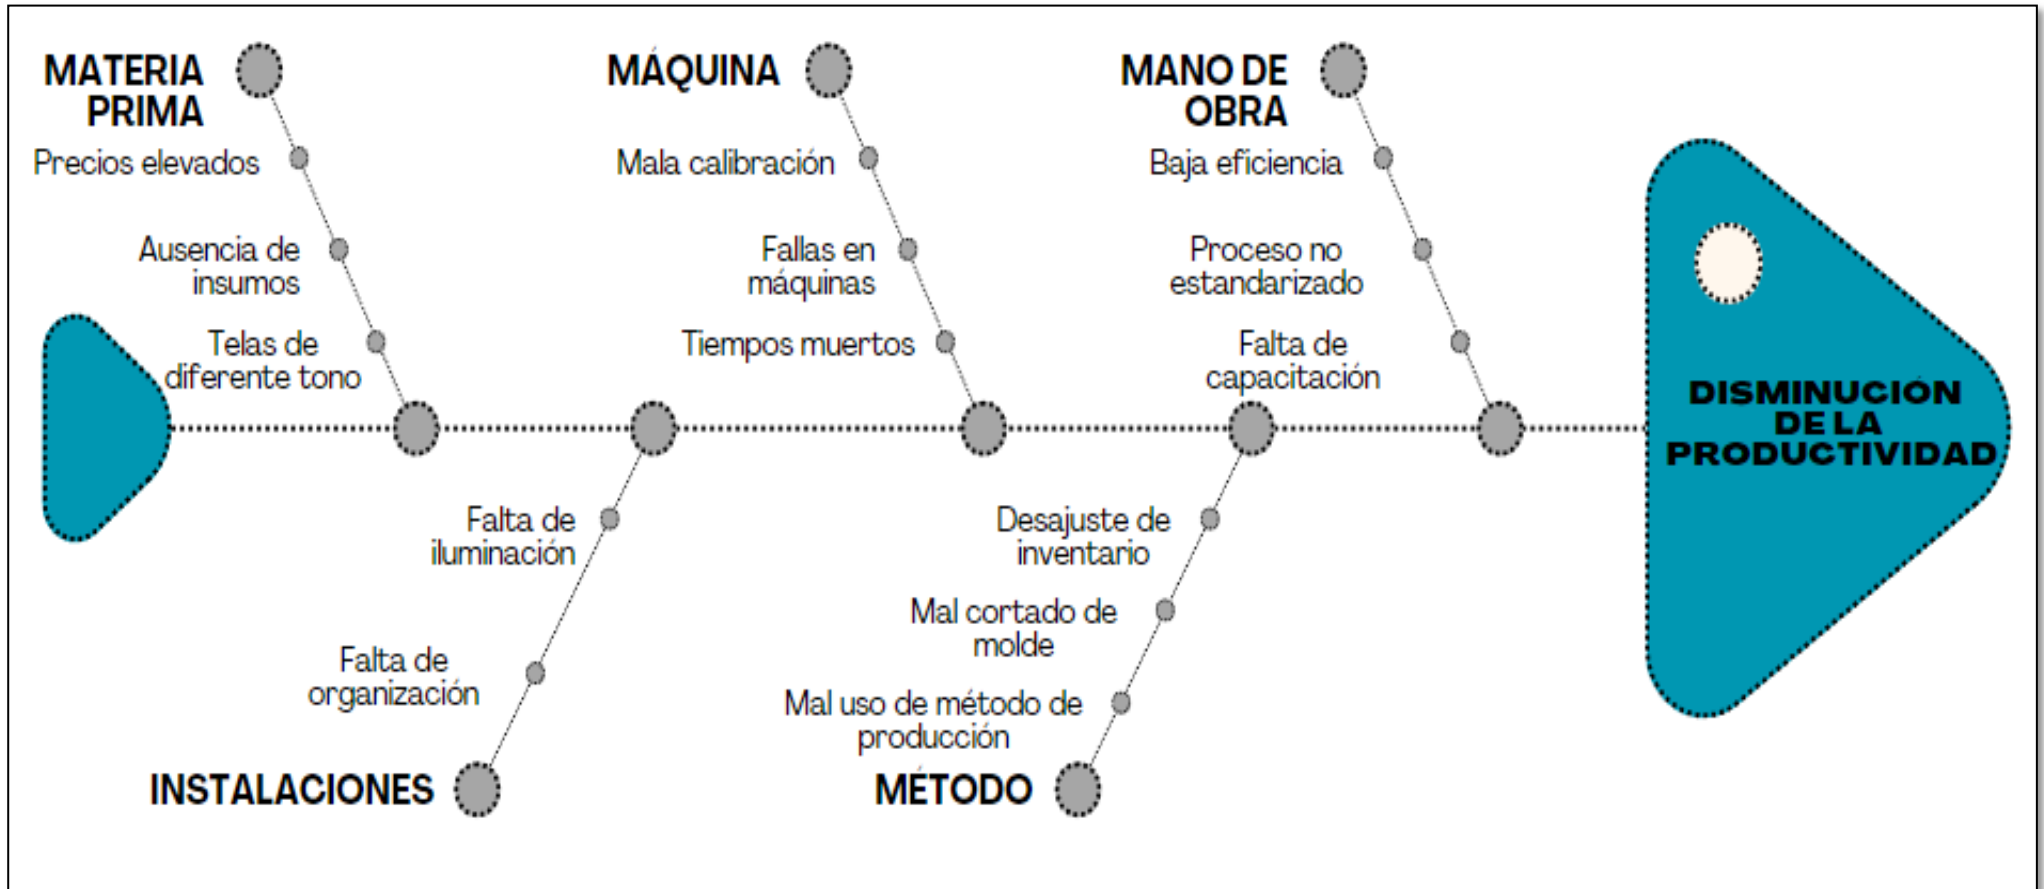 MATERIA
PRIMA
Precios elevados
Ausencia de
insumos
Telas de
diferente tono
MÁQUINA
Mala calibración
Fallas en
máquinas
Tiempos muertos
MANO DE
OBRA
Baja eficiencia
Proceso no
estandarizado
Falta de
capacitación
DISMINUCIÓN
DE LA
PRODUCTIVIDAD
Falta de
iluminación
Falta de
organización
INSTALACIONES
Desajuste de
inventario
Mal cortado de
molde
Mal uso de método de
producción
MÉTODO